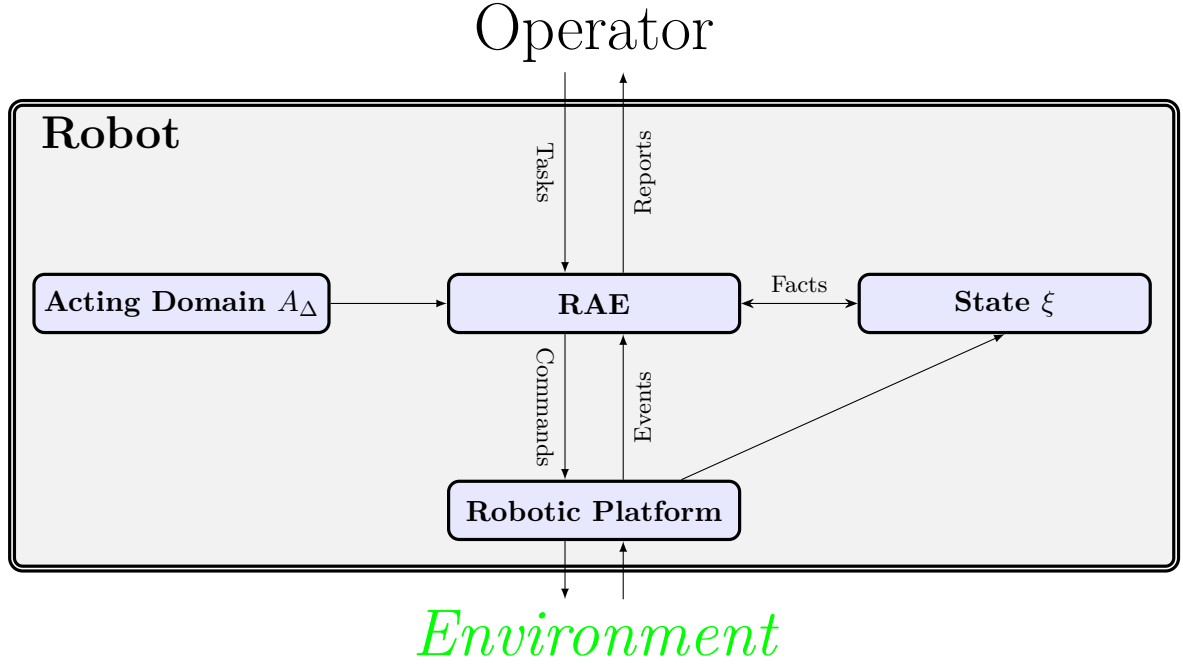 Operator
Robot
Tasks
Reports
Acting Domain A_Δ
RAE
Facts
State ξ
Commands
Events
Robotic Platform
Environment